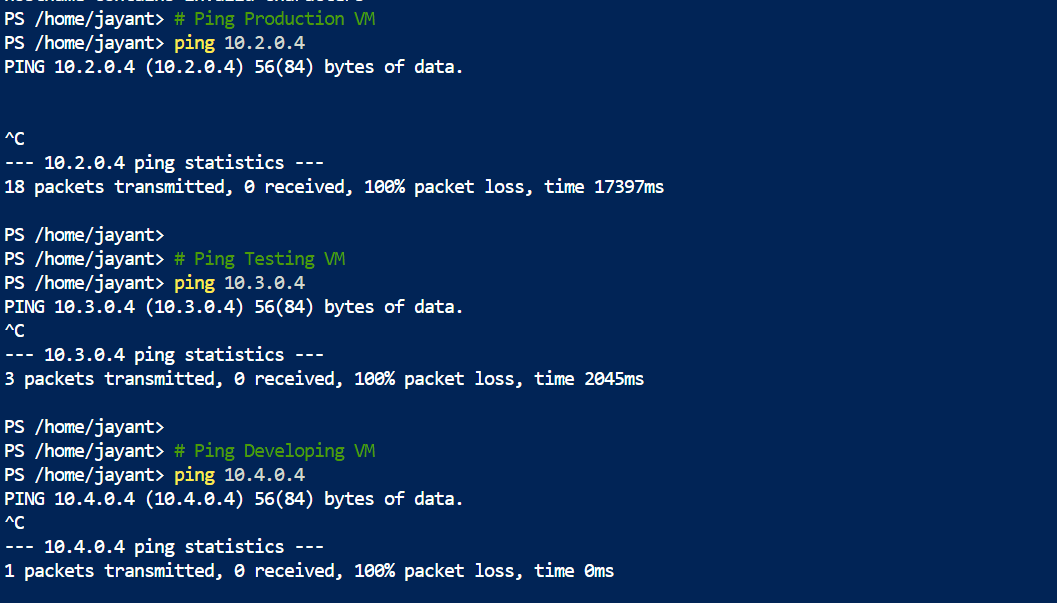 PS /home/jayant> # Ping Production VM
PS /home/jayant> ping 10.2.0.4
PING 10.2.0.4 (10.2.0.4) 56(84) bytes of data.
^C
--- 10.2.0.4 ping statistics ---
18 packets transmitted, 0 received, 100% packet loss, time 17397ms
PS /home/jayant>
PS /home/jayant> # Ping Testing VM
PS /home/jayant> ping 10.3.0.4
PING 10.3.0.4 (10.3.0.4) 56(84) bytes of data.
^C
--- 10.3.0.4 ping statistics ---
3 packets transmitted, 0 received, 100% packet loss, time 2045ms
PS /home/jayant>
PS /home/jayant> # Ping Developing VM
PS /home/jayant> ping 10.4.0.4
PING 10.4.0.4 (10.4.0.4) 56(84) bytes of data.
^C
--- 10.4.0.4 ping statistics ---
1 packets transmitted, 0 received, 100% packet loss, time 0ms